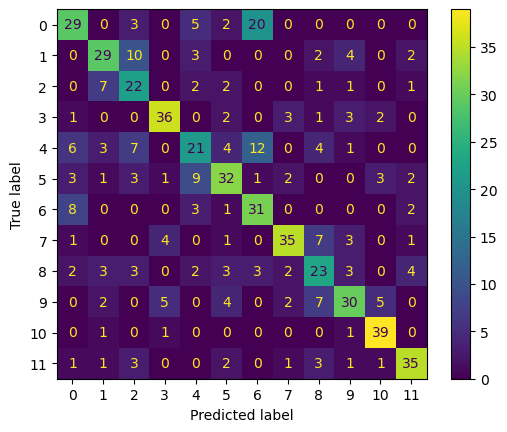 0 29 0 3 0 5 2 20 0 0 0 0 0
1 0 29 10 0 3 0 0 0 2 4 0 2
2 0 7 22 0 2 2 0 0 1 1 0 1
3 1 0 0 36 0 2 0 3 1 3 2 0
4 6 3 7 0 21 4 12 0 4 1 0 0
5 3 1 3 1 9 32 1 2 0 0 3 2
6 8 0 0 0 3 1 31 0 0 0 0 2
7 1 0 0 4 0 1 0 35 7 3 0 1
8 2 3 3 0 2 3 3 2 23 3 0 4
9 0 2 0 5 0 4 0 2 7 30 5 0
10 0 1 0 1 0 0 0 0 0 1 39 0
11 1 1 3 0 0 2 0 1 3 1 1 35
0 1 2 3 4 5 6 7 8 9 10 11
Predicted label
True label
35
30
25
20
15
10
5
0